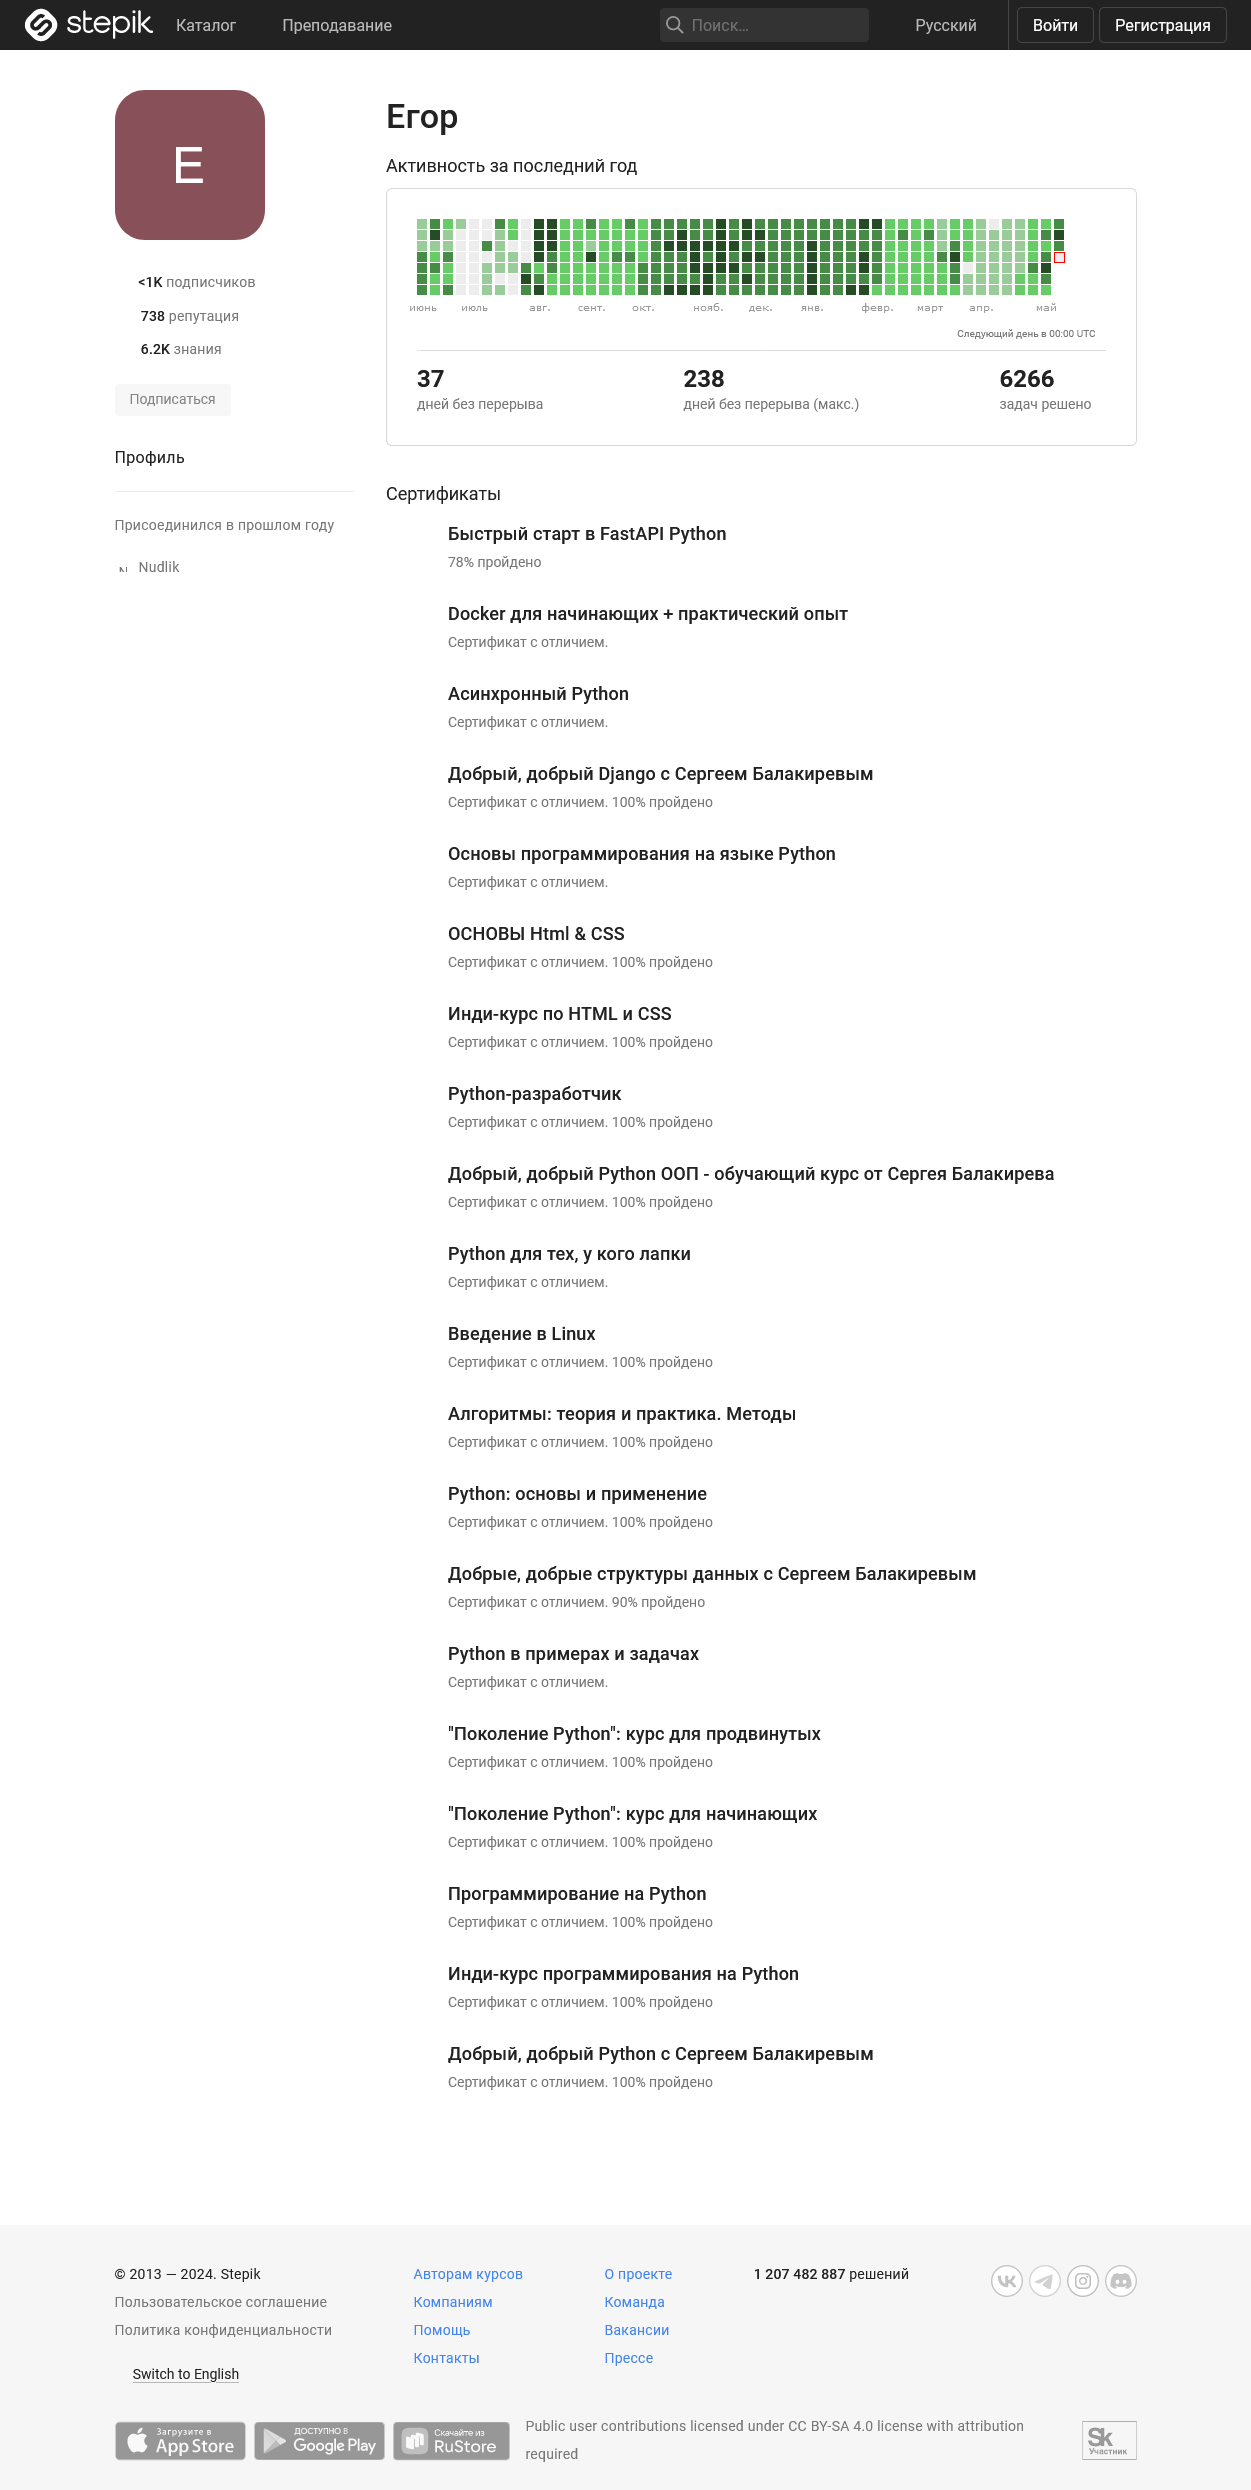 stepik Каталог Преподавание Поиск... Русский Войти Регистрация
E
<1K подписчиков
738 репутация
6.2K знания
Подписаться
Профиль
Присоединился в прошлом году
Nudlik
Егор
Активность за последний год
июнь июль авг. сент. окт. нояб. дек. янв. февр. март апр. май
Следующий день в 00:00 UTC
37 238 6266
дней без перерыва дней без перерыва (макс.) задач решено
Сертификаты
Быстрый старт в FastAPI Python
78% пройдено
Docker для начинающих + практический опыт
Сертификат с отличием.
Асинхронный Python
Сертификат с отличием.
Добрый, добрый Django с Сергеем Балакиревым
Сертификат с отличием. 100% пройдено
Основы программирования на языке Python
Сертификат с отличием.
ОСНОВЫ Html & CSS
Сертификат с отличием. 100% пройдено
Инди-курс по HTML и CSS
Сертификат с отличием. 100% пройдено
Python-разработчик
Сертификат с отличием. 100% пройдено
Добрый, добрый Python ООП - обучающий курс от Сергея Балакирева
Сертификат с отличием. 100% пройдено
Python для тех, у кого лапки
Сертификат с отличием.
Введение в Linux
Сертификат с отличием. 100% пройдено
Алгоритмы: теория и практика. Методы
Сертификат с отличием. 100% пройдено
Python: основы и применение
Сертификат с отличием. 100% пройдено
Добрые, добрые структуры данных с Сергеем Балакиревым
Сертификат с отличием. 90% пройдено
Python в примерах и задачах
Сертификат с отличием.
"Поколение Python": курс для продвинутых
Сертификат с отличием. 100% пройдено
"Поколение Python": курс для начинающих
Сертификат с отличием. 100% пройдено
Программирование на Python
Сертификат с отличием. 100% пройдено
Инди-курс программирования на Python
Сертификат с отличием. 100% пройдено
Добрый, добрый Python с Сергеем Балакиревым
Сертификат с отличием. 100% пройдено
© 2013 — 2024. Stepik
Пользовательское соглашение
Политика конфиденциальности
Switch to English
Авторам курсов
Компаниям
Помощь
Контакты
О проекте
Команда
Вакансии
Прессе
1 207 482 887 решений
Загрузите в
App Store
ДОСТУПНО В
Google Play
Скачайте из
RuStore
Public user contributions licensed under CC BY-SA 4.0 license with attribution
required
Sk
Участник